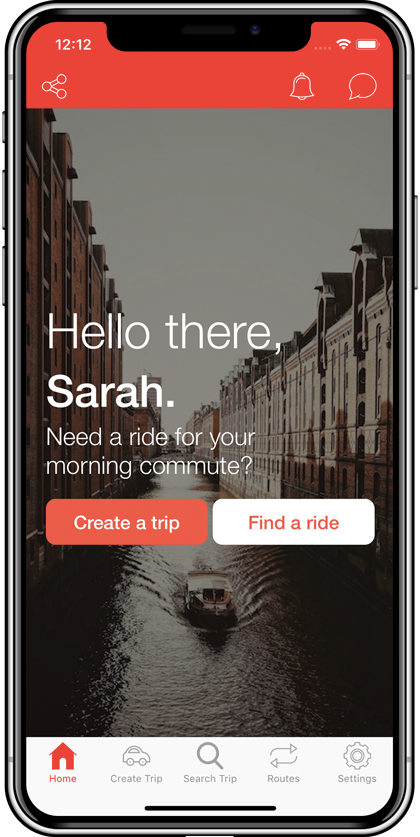 12:12
Hello there,
Sarah.
Need a ride for your
morning commute?
Create a trip
Find a ride
Home
Create Trip
Search Trip
Routes
Settings